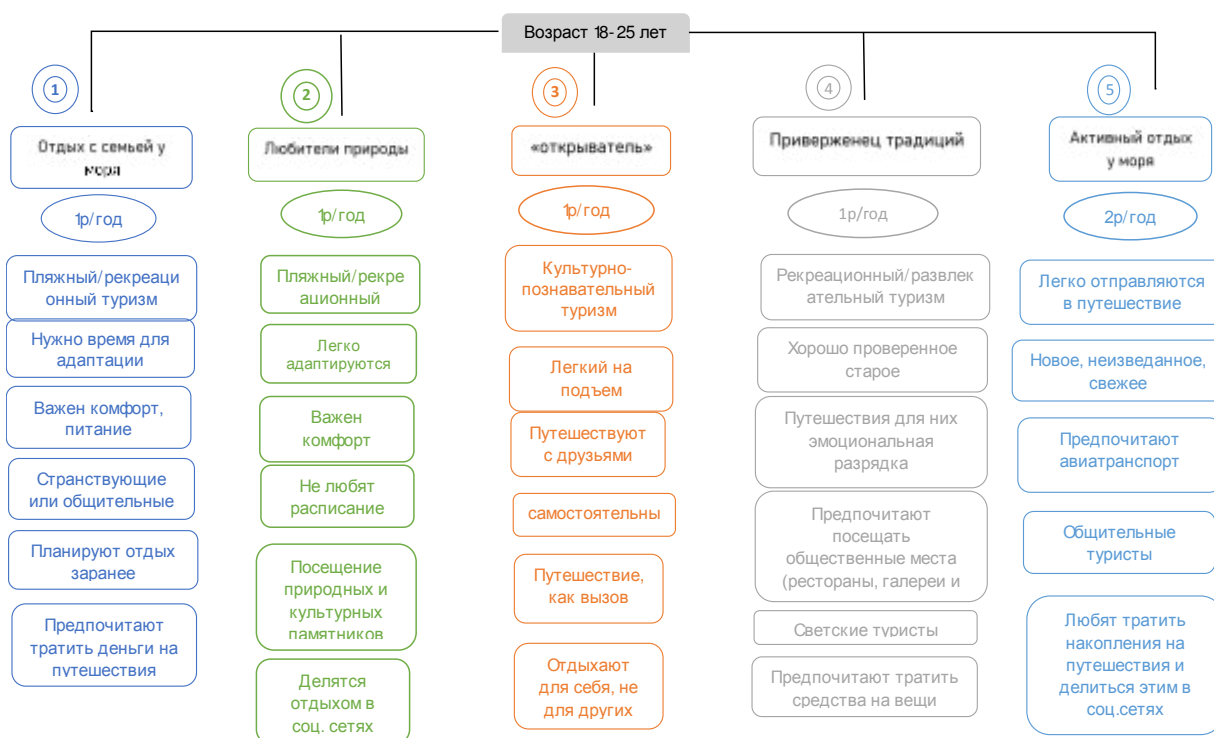 Возраст 18-25 лет
1
Отдых с семьей у
моря
1р/год
Пляжный/рекреаци
онный туризм
Нужно время для
адаптации
Важен комфорт,
питание
Странствующие
или общительные
Планируют отдых
заранее
Предпочитают
тратить деньги на
путешествия
2
Любители природы
1р/год
Пляжный/рекре
ационный
Легко
адаптируются
Важен
комфорт
Не любят
расписание
Посещение
природных и
культурных
памятников
Делятся
отдыхом в
соц. сетях
3
«открыватель»
1р/год
Культурно-
познавательный
туризм
Легкий на
подъем
Путешествуют
с друзьями
самостоятельны
Путешествие,
как вызов
Отдыхают
для себя, не
для других
4
Приверженец традиций
1р/год
Рекреационный/развлек
ательный туризм
Хорошо проверенное
старое
Путешествия для них
эмоциональная
разрядка
Предпочитают
посещать
общественные места
(рестораны, галереи и
Светские туристы
Предпочитают тратить
средства на вещи
5
Активный отдых
у моря
2р/год
Легко отправляются
в путешествие
Новое, неизведанное,
свежее
Предпочитают
авиатранспорт
Общительные
туристы
Любят тратить
накопления на
путешествия и
делиться этим в
соц.сетях